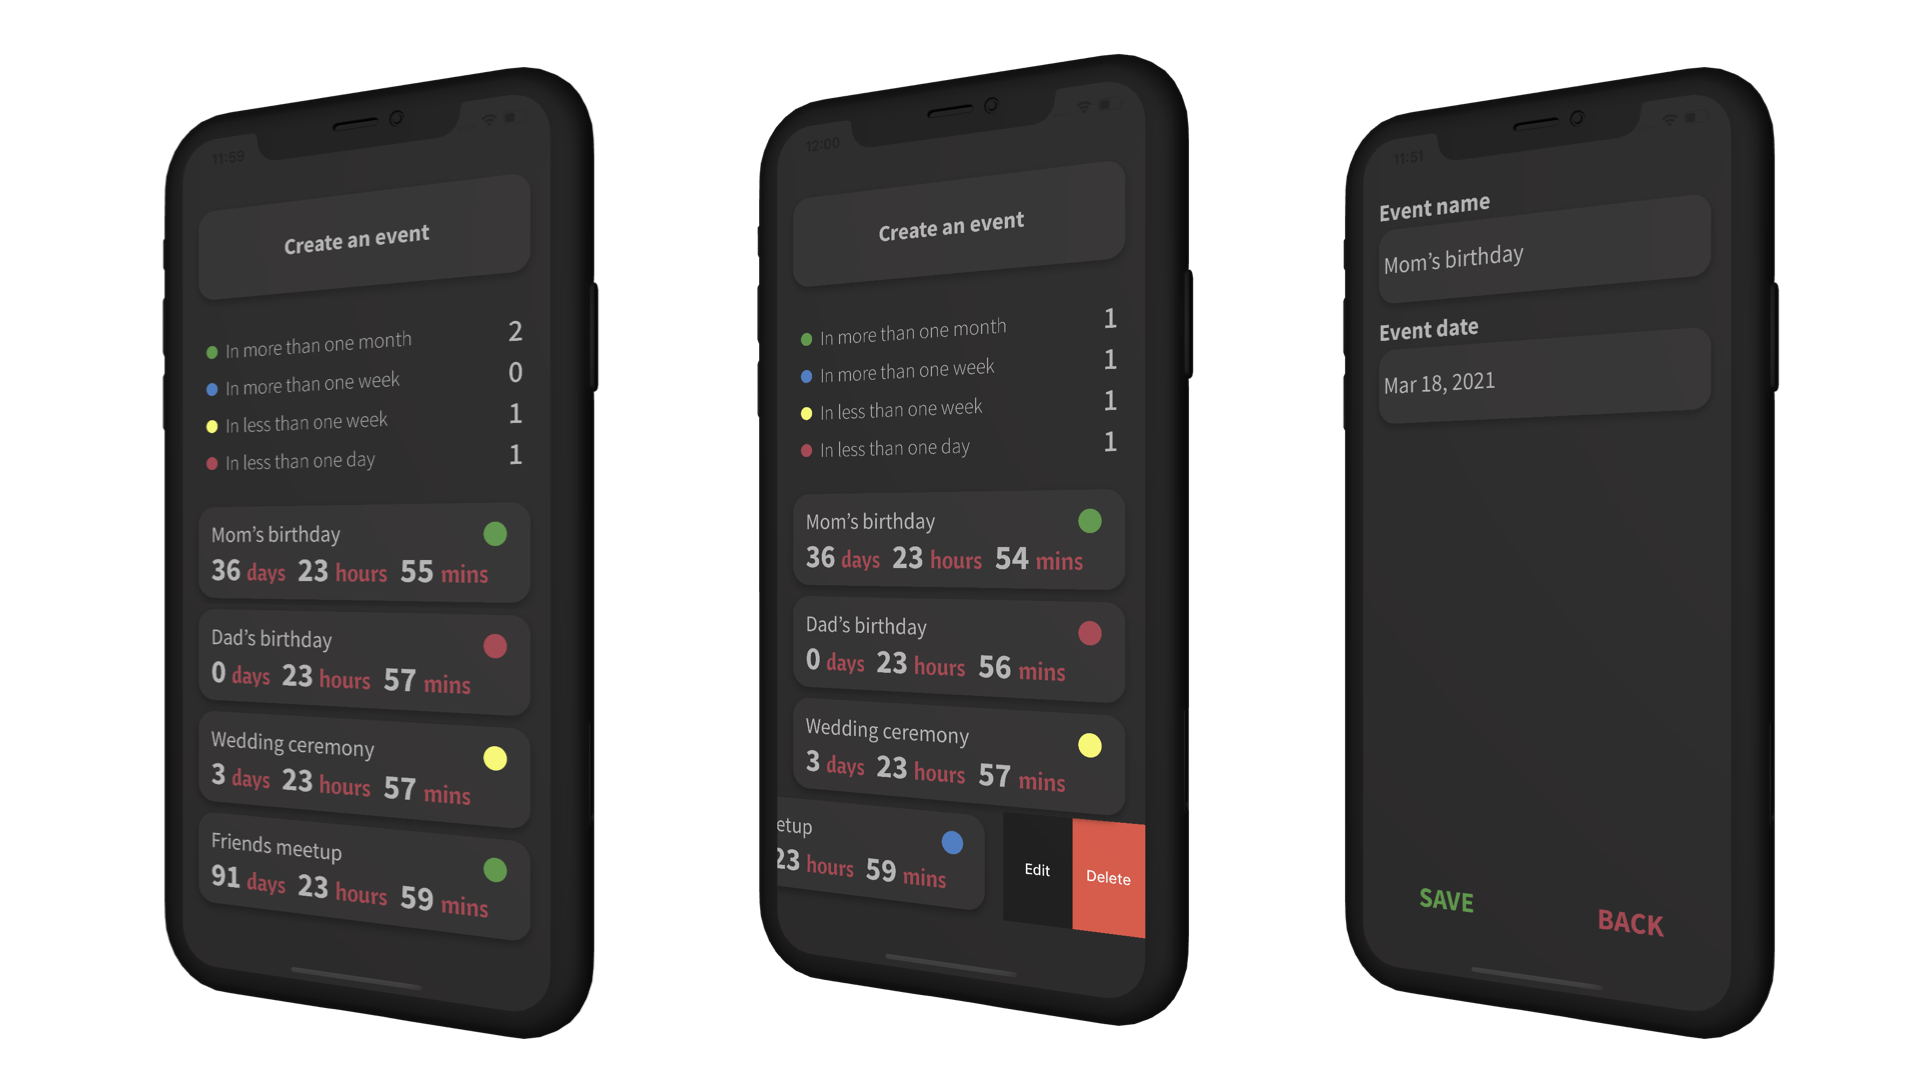 11:59
Create an event
In more than one month 2
In more than one week 0
In less than one week 1
In less than one day 1
Mom's birthday
36 days 23 hours 55 mins
Dad's birthday
0 days 23 hours 57 mins
Wedding ceremony
3 days 23 hours 57 mins
Friends meetup
91 days 23 hours 59 mins
12:00
Create an event
In more than one month 1
In more than one week 1
In less than one week 1
In less than one day 1
Mom's birthday
36 days 23 hours 54 mins
Dad's birthday
0 days 23 hours 56 mins
Wedding ceremony
3 days 23 hours 57 mins
etup
23 hours 59 mins
Edit Delete
11:51
Event name
Mom's birthday
Event date
Mar 18, 2021
SAVE BACK